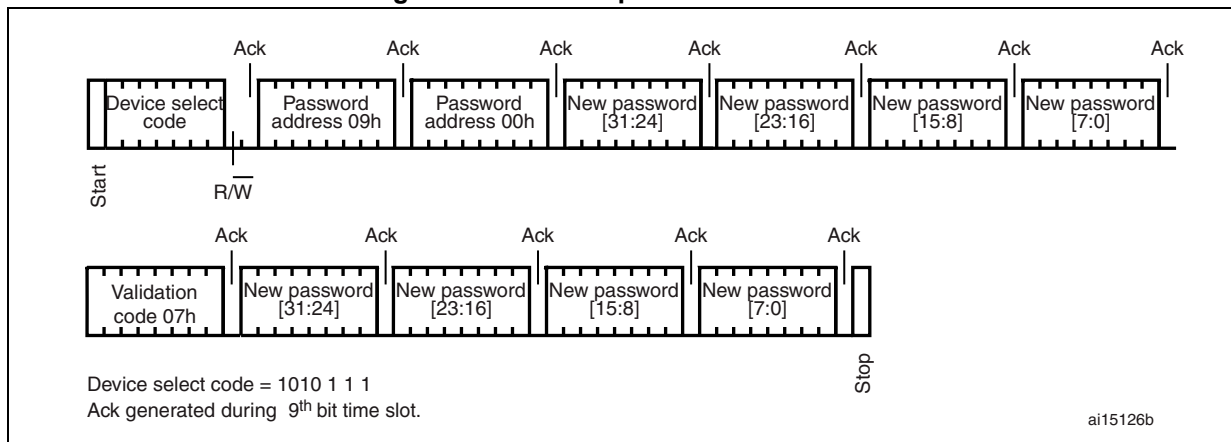 Ack Ack Ack Ack Ack Ack Ack
Device select code
Password address 09h
Password address 00h
New password [31:24]
New password [23:16]
New password [15:8]
New password [7:0]
Start
R/W̅
Ack Ack Ack Ack Ack
Validation code 07h
New password [31:24]
New password [23:16]
New password [15:8]
New password [7:0]
Stop
Device select code = 1010 1 1 1
Ack generated during 9th bit time slot.
ai15126b